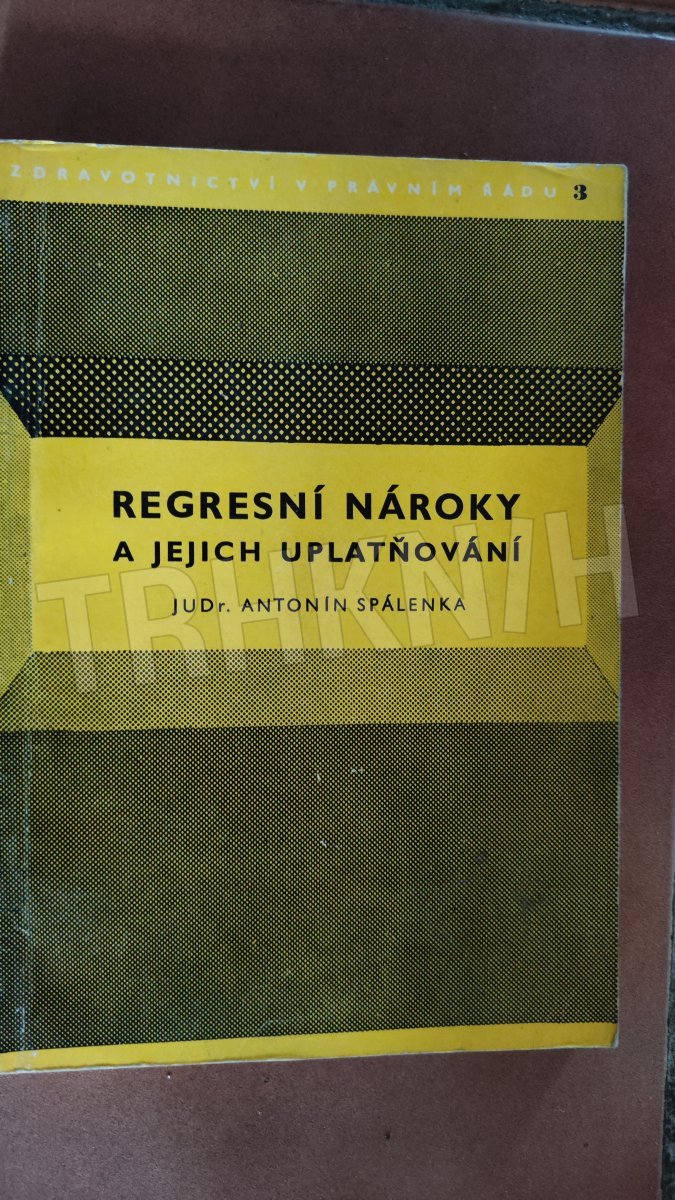 ZDRAVOTNICTVÍ V PRÁVNÍM ŘÁDU 3
REGRESNÍ NÁROKY
A JEJICH UPLATŇOVÁNÍ
JUDr. ANTONÍN SPÁLENKA
TRHKNIH